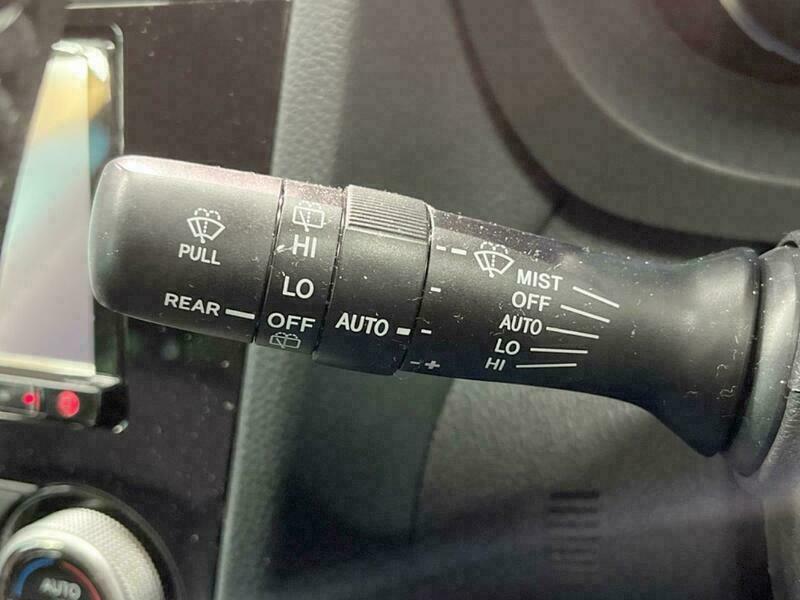 PULL
REAR
HI
LO
OFF
AUTO
- +
MIST
OFF
AUTO
LO
HI
AUTO